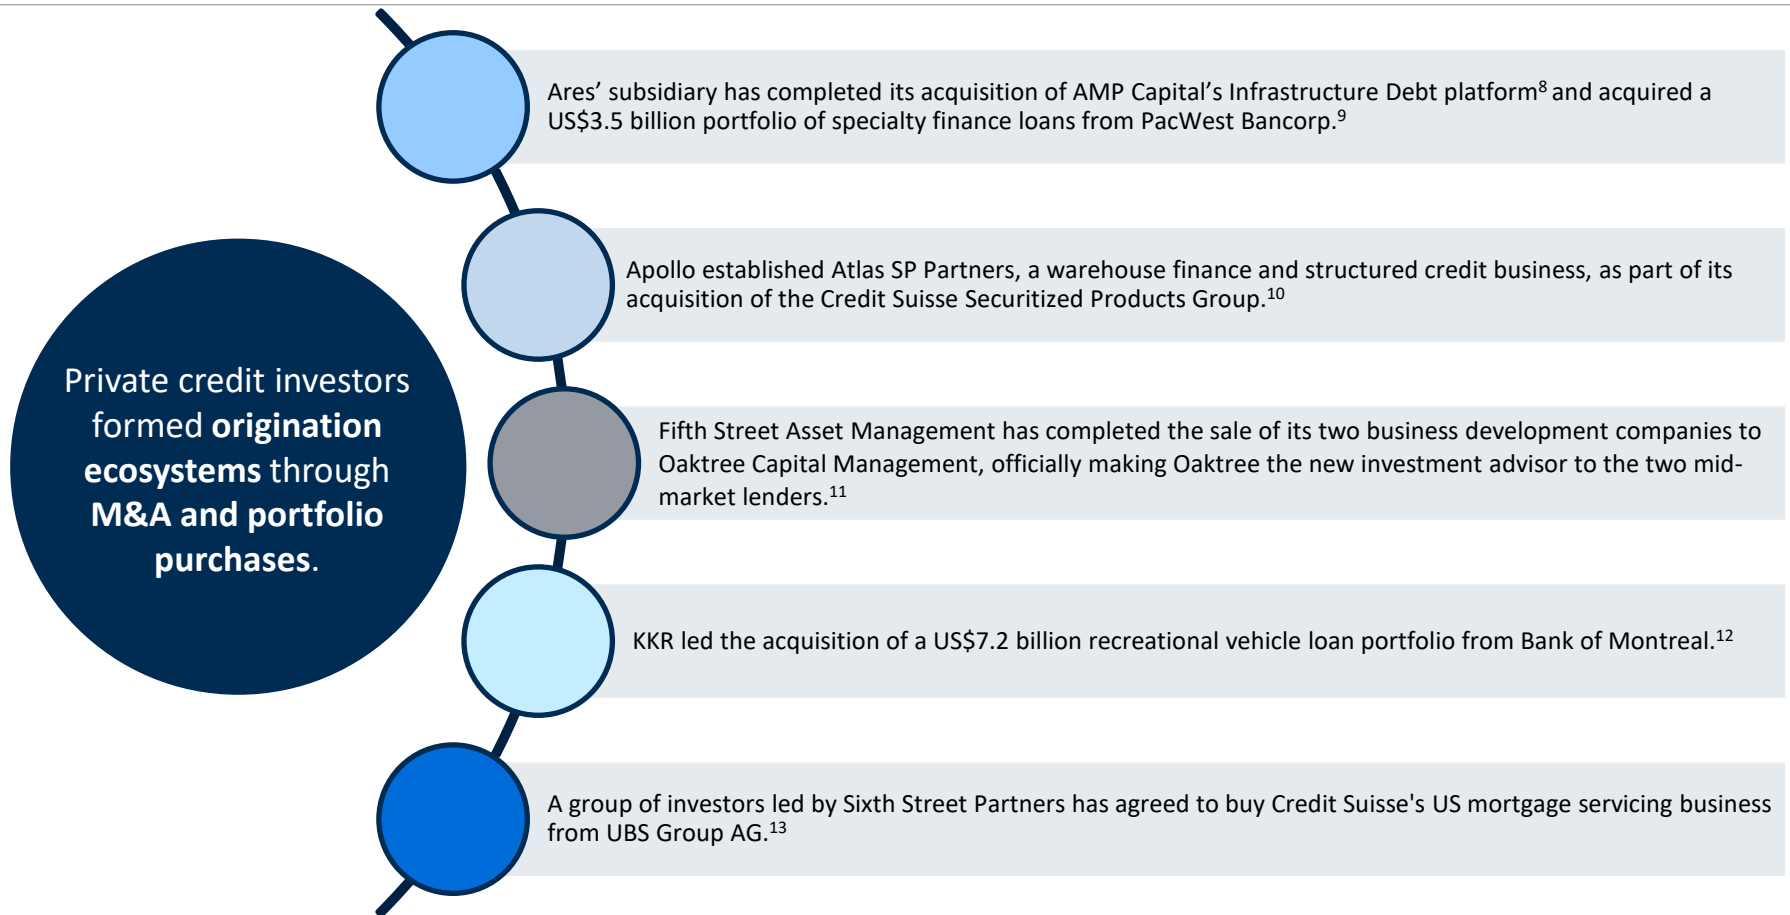 Private credit investors
formed origination
ecosystems through
M&A and portfolio
purchases.
Ares’ subsidiary has completed its acquisition of AMP Capital’s Infrastructure Debt platform⁸ and acquired a
US$3.5 billion portfolio of specialty finance loans from PacWest Bancorp.⁹
Apollo established Atlas SP Partners, a warehouse finance and structured credit business, as part of its
acquisition of the Credit Suisse Securitized Products Group.¹⁰
Fifth Street Asset Management has completed the sale of its two business development companies to
Oaktree Capital Management, officially making Oaktree the new investment advisor to the two mid-
market lenders.¹¹
KKR led the acquisition of a US$7.2 billion recreational vehicle loan portfolio from Bank of Montreal.¹²
A group of investors led by Sixth Street Partners has agreed to buy Credit Suisse's US mortgage servicing business
from UBS Group AG.¹³